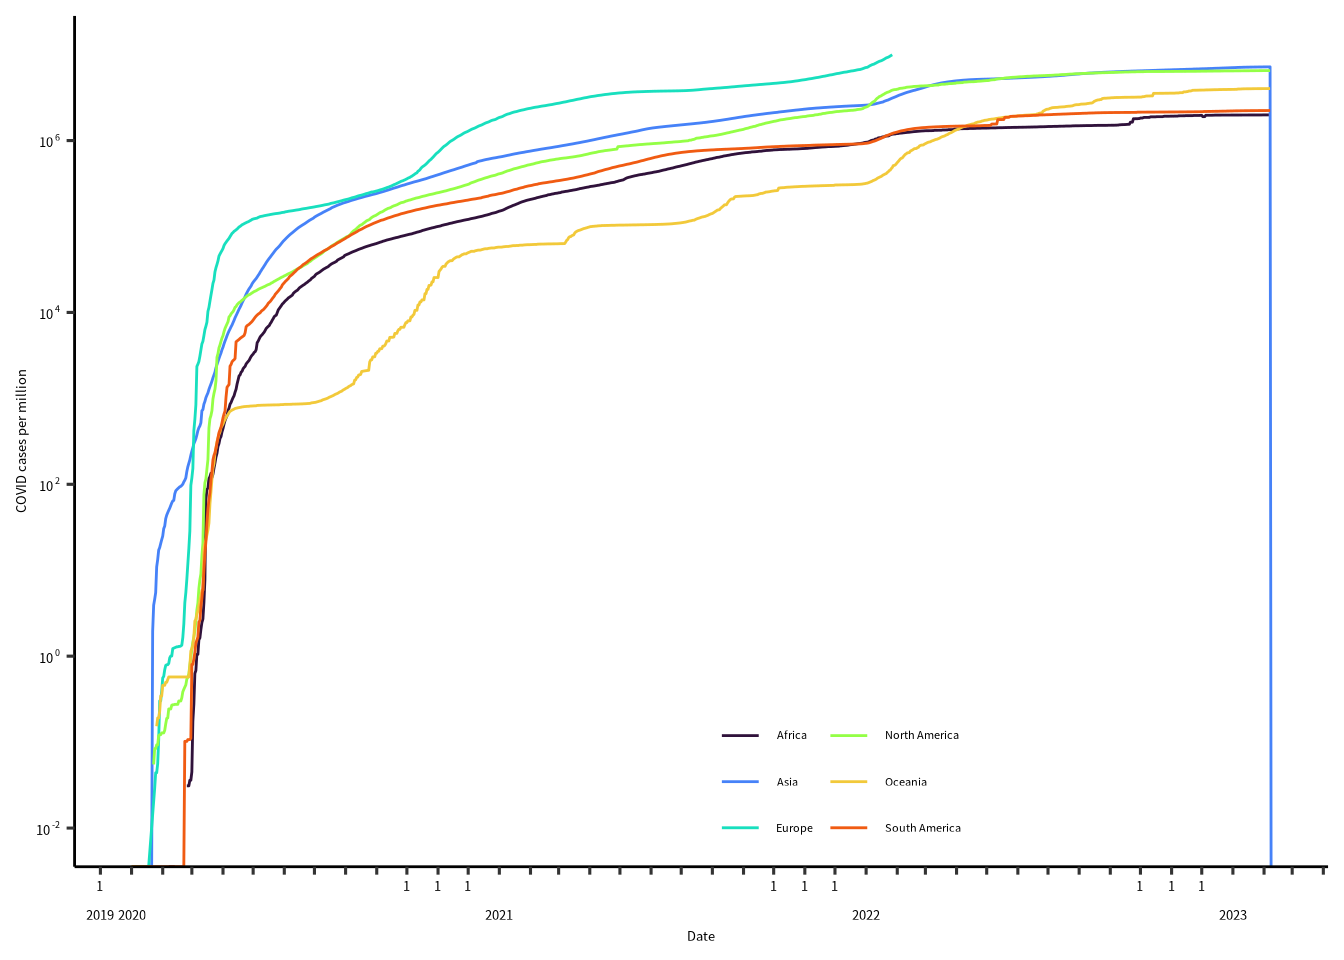 COVID cases per million
10^6
10^4
10^2
10^0
10^-2
Africa North America
Asia Oceania
Europe South America
1 1 1 1 1 1 1 1 1 1
2019 2020 2021 2022 2023
Date